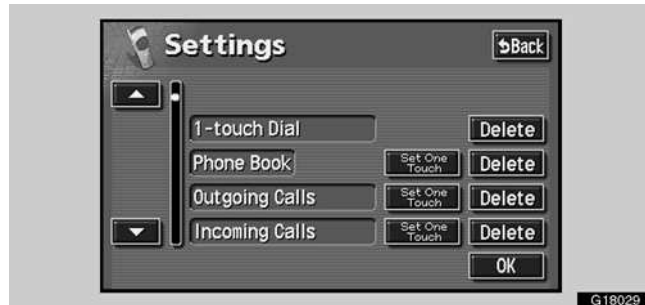 Settings
Back
1-touch Dial
Delete
Phone Book
Set One
Touch
Delete
Outgoing Calls
Set One
Touch
Delete
Incoming Calls
Set One
Touch
Delete
OK
G18029